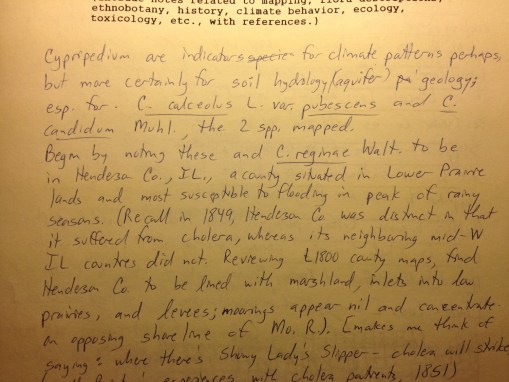 ethnobotany, history, climate behavior, ecology,
toxicology, etc., with references.)
Cypripedium are indicators species for climate patterns perhaps,
but more certainly for soil hydrology (aquifer) geology;
esp. for. C. calceolus L. var. pubescens and C.
candidum Muhl., the 2 spp. mapped.
Begin by noting these and C. reginae Walt. to be
in Henderson Co., IL., a county situated in Lower Prairie
lands and most susceptible to flooding in peak of rainy
seasons. (Recall in 1849, Henderson Co was distinct in that
it suffered from cholera, whereas its neighboring mid-W
IL counties did not. Reviewing ±1800 county maps, find
Henderson Co. to be lined with marshland, inlets into low
prairies, and levees; moorings appear nil and concentrate
on opposing shoreline of Mo. R.). [makes me think of
saying: where there's Showy Lady's Slipper-- cholera will strike
experiences with cholera patients, 1851)